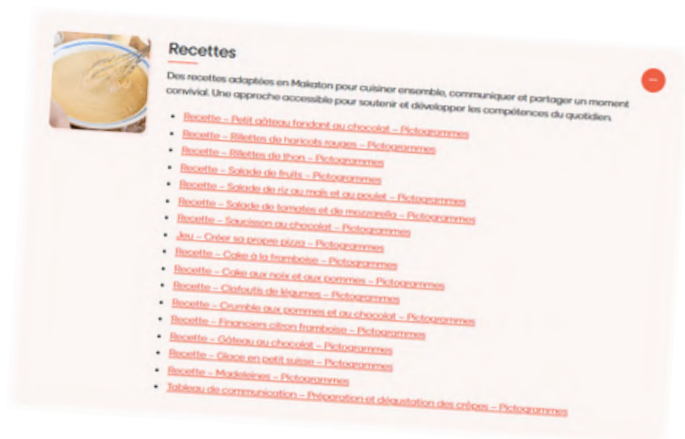 Recettes
Des recettes adaptées en Makaton pour cuisiner ensemble, communiquer et partager un moment
convivial. Une approche accessible pour soutenir et développer les compétences du quotidien.
• Recette – Petit gâteau fondant au chocolat – Pictogrammes
• Recette – Rillettes de haricots rouges – Pictogrammes
• Recette – Rillettes de thon – Pictogrammes
• Recette – Salade de fruits – Pictogrammes
• Recette – Salade de riz au maïs et au poulet – Pictogrammes
• Recette – Salade de tomates et de mozzarella – Pictogrammes
• Recette – Saucisson au chocolat – Pictogrammes
• Jeu – Créer sa propre pizza – Pictogrammes
• Recette – Cake à la framboise – Pictogrammes
• Recette – Cake aux noix et aux pommes – Pictogrammes
• Recette – Clafoutis de légumes – Pictogrammes
• Recette – Crumble aux pommes et au chocolat – Pictogrammes
• Recette – Financiers citron framboise – Pictogrammes
• Recette – Gâteau au chocolat – Pictogrammes
• Recette – Glace en petit suisse – Pictogrammes
• Recette – Madeleines – Pictogrammes
• Tableau de communication – Préparation et dégustation des crêpes – Pictogrammes